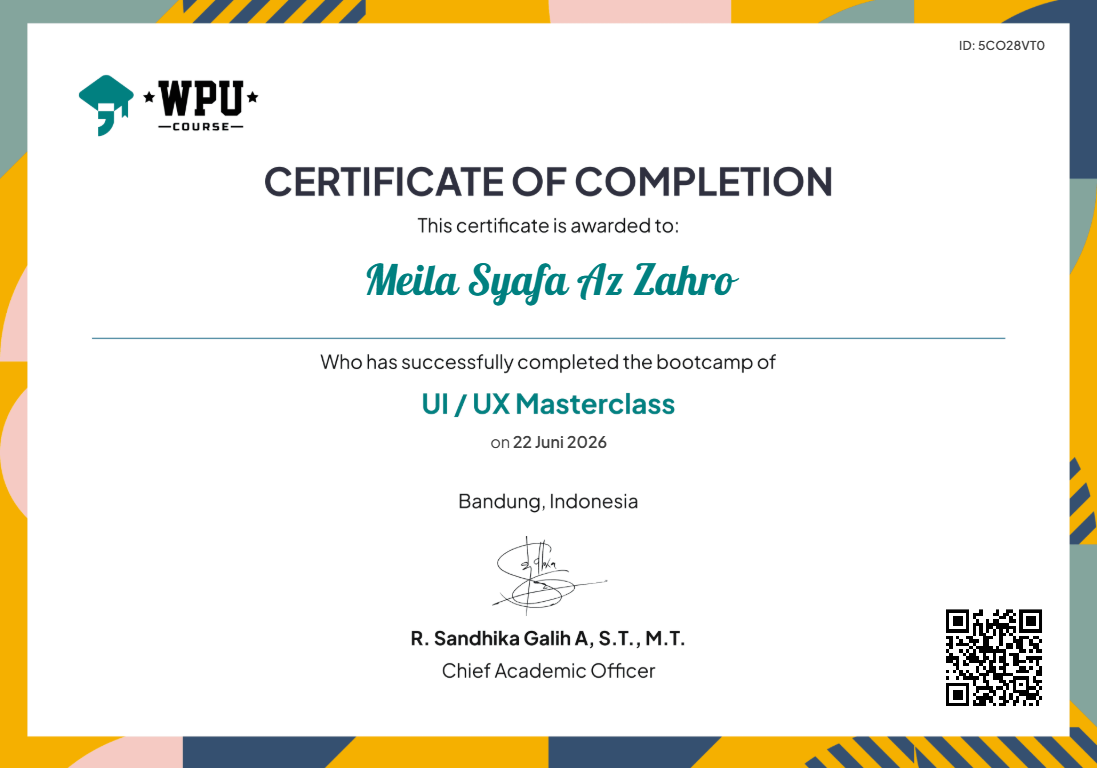 ID: 5CO28VT0
WPU
COURSE
CERTIFICATE OF COMPLETION
This certificate is awarded to:
Meila Syafa Az Zahro
Who has successfully completed the bootcamp of
UI / UX Masterclass
on 22 Juni 2026
Bandung, Indonesia
R. Sandhika Galih A, S.T., M.T.
Chief Academic Officer